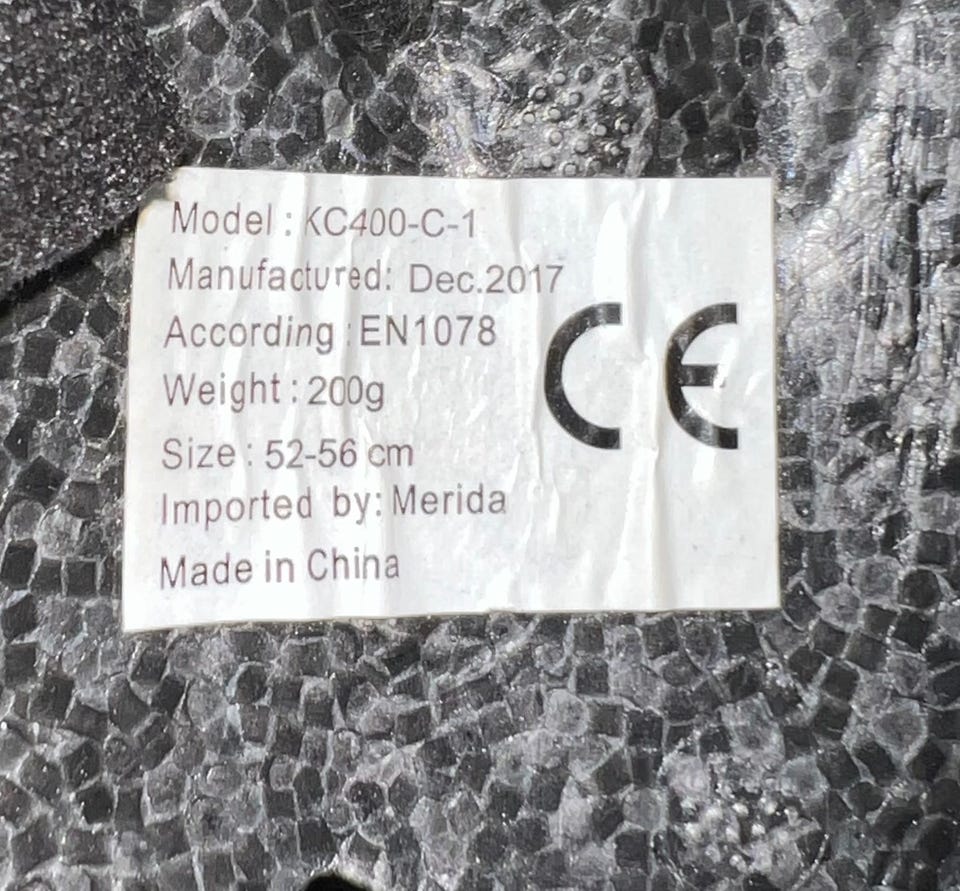 Model : KC400-C-1
Manufactured: Dec.2017
According : EN1078
Weight : 200g
Size : 52-56 cm
Imported by: Merida
Made in China
CE